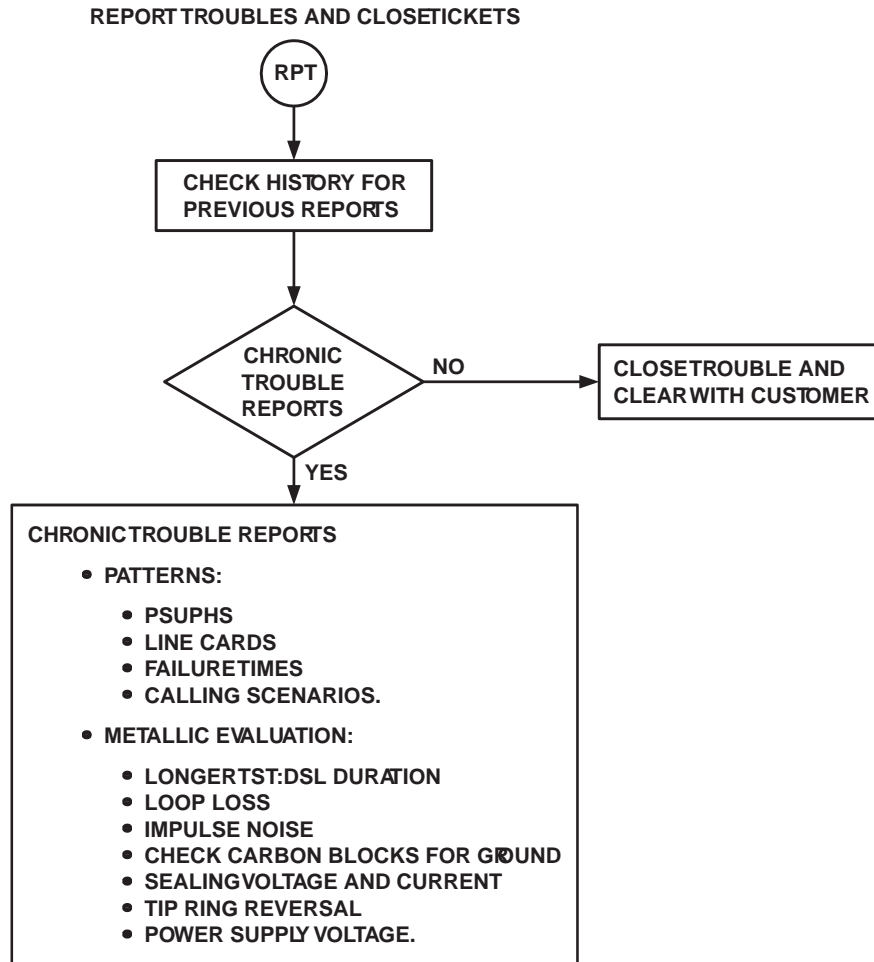 REPORT TROUBLES AND CLOSETICKETS
RPT
CHECK HISTORY FOR
PREVIOUS REPORTS
CHRONIC
TROUBLE
REPORTS
NO
CLOSETROUBLE AND
CLEARWITH CUSTOMER
YES
CHRONICTROUBLE REPORTS
• PATTERNS:
• PSUPHS
• LINE CARDS
• FAILURETIMES
• CALLING SCENARIOS.
• METALLIC EVALUATION:
• LONGERTST:DSL DURATION
• LOOP LOSS
• IMPULSE NOISE
• CHECK CARBON BLOCKS FOR GROUND
• SEALINGVOLTAGE AND CURRENT
• TIP RING REVERSAL
• POWER SUPPLY VOLTAGE.